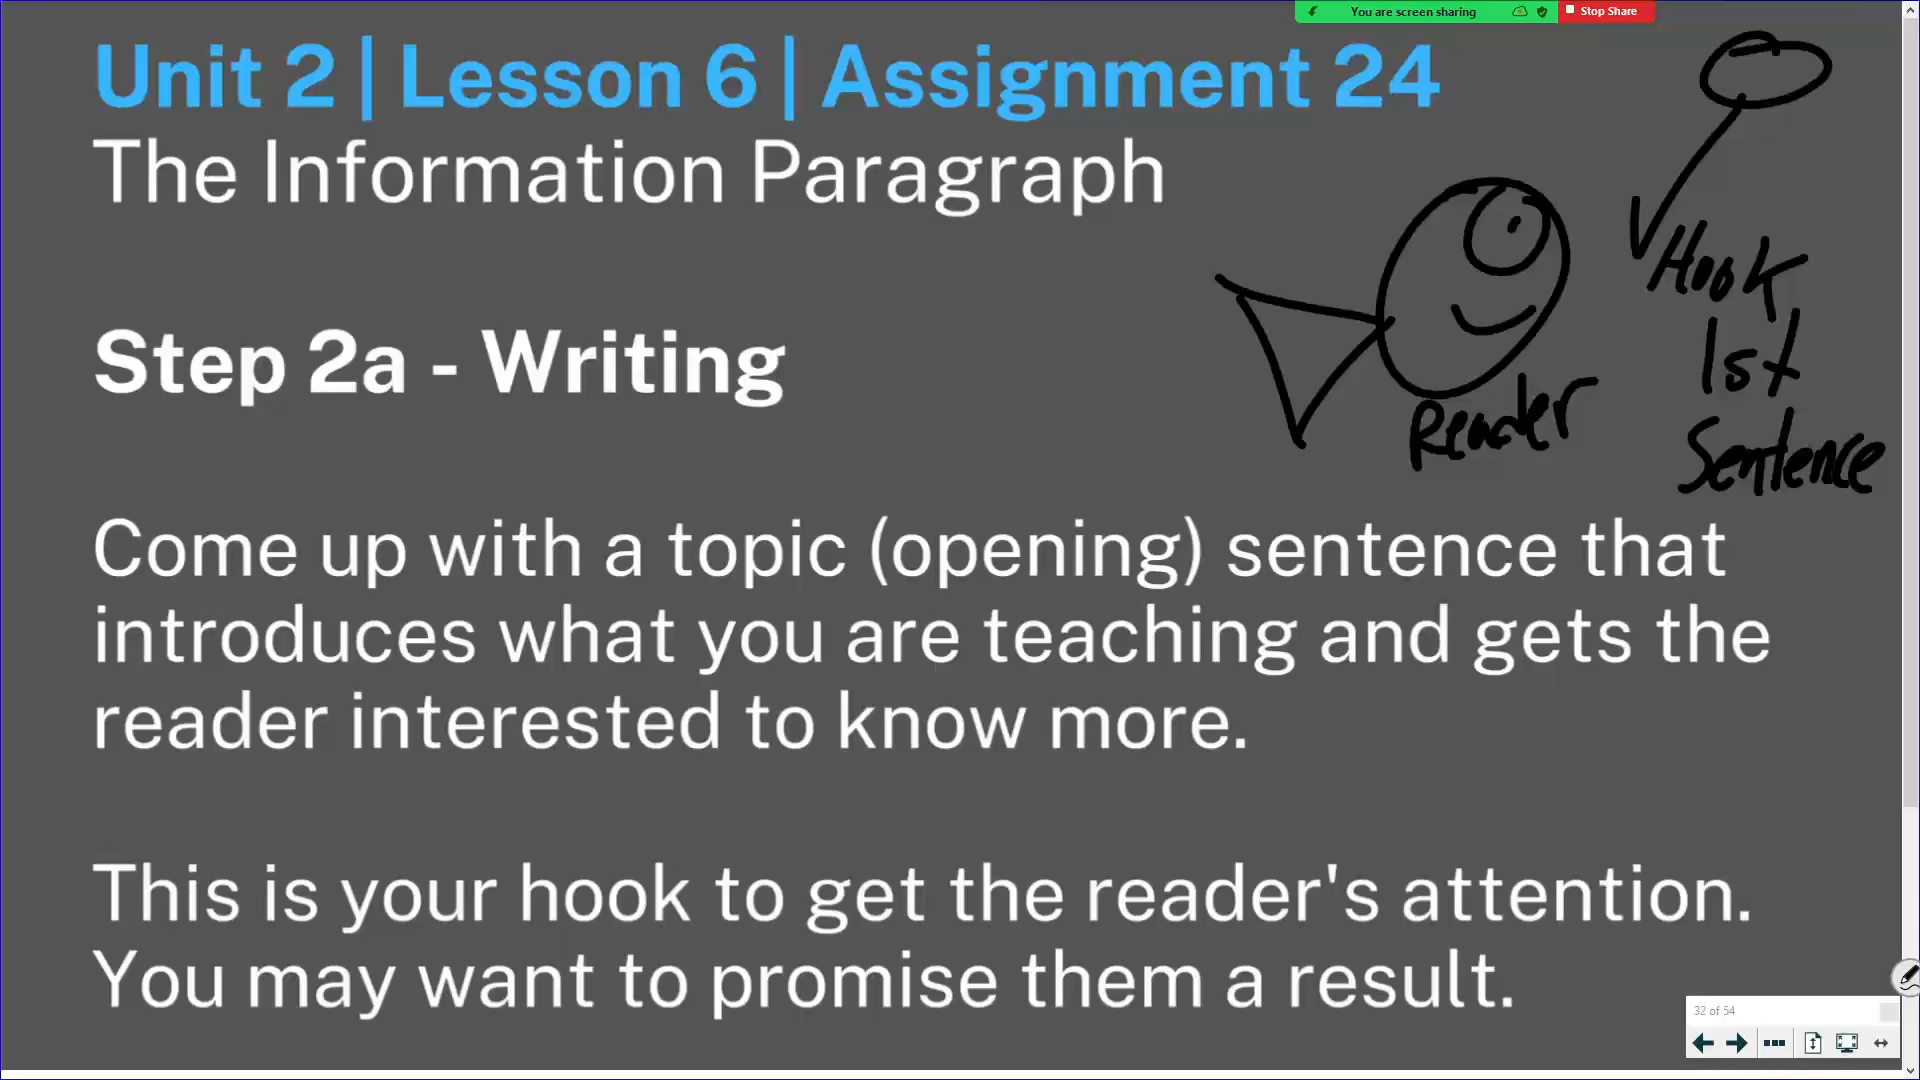 You are screen sharing
Stop Share
Unit 2 | Lesson 6 | Assignment 24
The Information Paragraph
Hook
1st
Sentence
Reader
Step 2a - Writing
Come up with a topic (opening) sentence that
introduces what you are teaching and gets the
reader interested to know more.
This is your hook to get the reader's attention.
You may want to promise them a result.
32 of 54